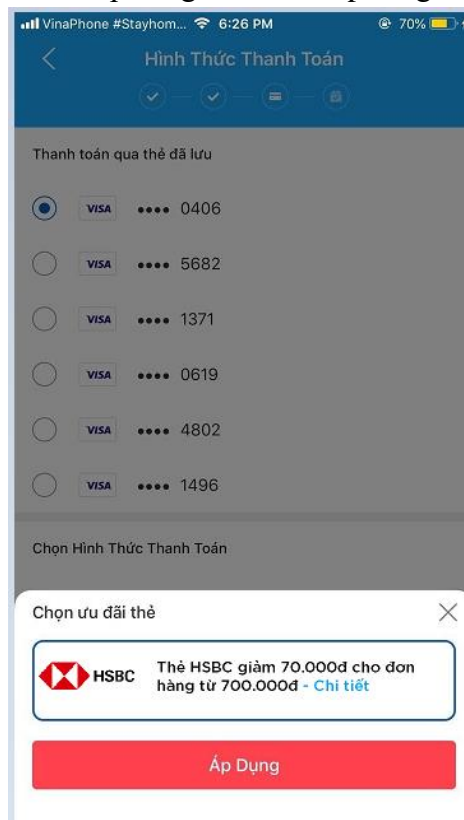 VinaPhone #Stayhom... 6:26 PM 70%
Hình Thức Thanh Toán
Thanh toán qua thẻ đã lưu
VISA •••• 0406
VISA •••• 5682
VISA •••• 1371
VISA •••• 0619
VISA •••• 4802
VISA •••• 1496
Chọn Hình Thức Thanh Toán
Chọn ưu đãi thẻ
HSBC Thẻ HSBC giảm 70.000đ cho đơn
hàng từ 700.000đ - Chi tiết
Áp Dụng